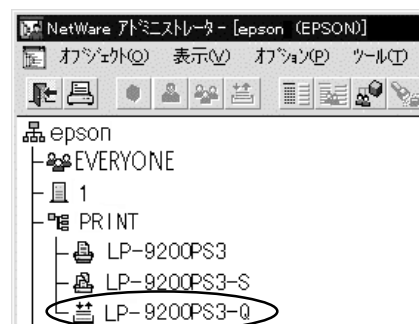 NetWare ｱﾄﾞﾐﾆｽﾄﾚｰﾀ - [epson (EPSON)]
ｵﾌﾞｼﾞｪｸﾄ(O) 表示(V) ｵﾌﾟｼｮﾝ(P) ﾂｰﾙ(T)
epson
EVERYONE
1
PRINT
LP-9200PS3
LP-9200PS3-S
LP-9200PS3-Q